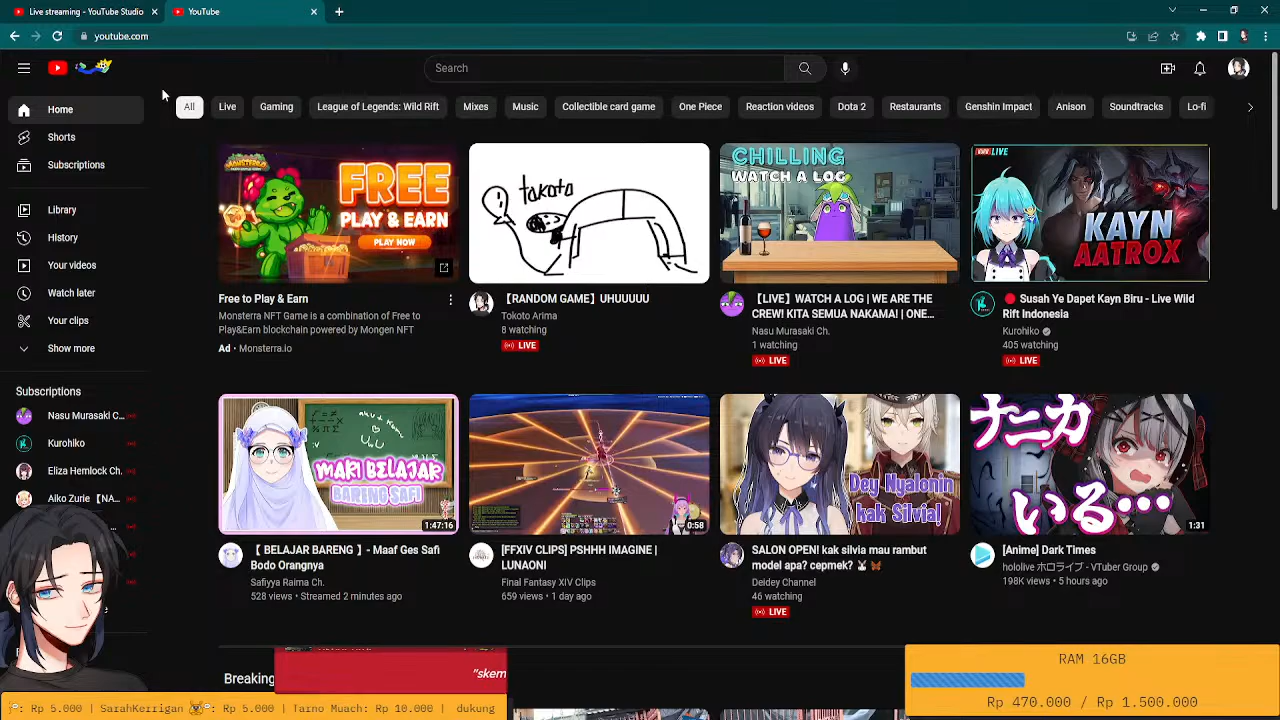 Live streaming - YouTube Studio
YouTube
youtube.com
Search
Home
Shorts
Subscriptions
Library
History
Your videos
Watch later
Your clips
Show more
Subscriptions
Nasu Murasaki C...
Kurohiko
Eliza Hemlock Ch.
Aiko Zurie【NA...
All
Live
Gaming
League of Legends: Wild Rift
Mixes
Music
Collectible card game
One Piece
Reaction videos
Dota 2
Restaurants
Genshin Impact
Anison
Soundtracks
Lo-fi
FREE
PLAY & EARN
PLAY NOW
Free to Play & Earn
Monsterra NFT Game is a combination of Free to
Play&Earn blockchain powered by Mongen NFT
Ad • Monsterra.io
takoto
【RANDOM GAME】UHUUUUU
Tokoto Arima
8 watching
LIVE
CHILLING
WATCH A LOG
【LIVE】WATCH A LOG | WE ARE THE
CREW! KITA SEMUA NAKAMA! | ONE...
Nasu Murasaki Ch.
1 watching
LIVE
LIVE
KAYN
AATROX
🔴 Susah Ye Dapet Kayn Biru - Live Wild
Rift Indonesia
Kurohiko
405 watching
LIVE
MAKI BELAJAR
BARENG SAFI
1:47:16
【 BELAJAR BARENG 】- Maaf Ges Safi
Bodo Orangnya
Safiyya Raima Ch.
528 views • Streamed 2 minutes ago
0:58
[FFXIV CLIPS] PSHHH IMAGINE |
LUNAONI
Final Fantasy XIV Clips
659 views • 1 day ago
Dey Nyalonin
kak Silvia!
SALON OPEN! kak silvia mau rambut
model apa? cepmek? 🐰 🦋
Deidey Channel
46 watching
LIVE
ナニカ
いる…
1:31
[Anime] Dark Times
hololive ホロライブ - VTuber Group
198K views • 5 hours ago
Breaking
"skem
: Rp 5.000 | SarahKerrigan : Rp 5.000 | Tarno Muach: Rp 10.000 | dukung
RAM 16GB
Rp 470.000 / Rp 1.500.000